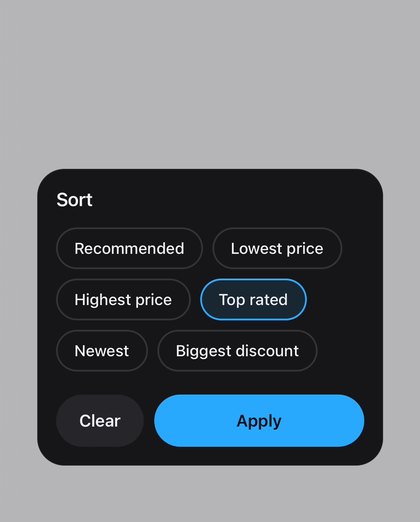 Sort
Recommended Lowest price
Highest price Top rated
Newest Biggest discount
Clear Apply